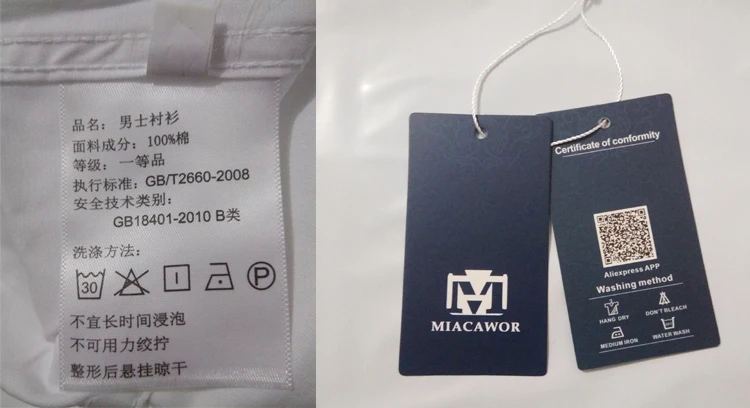 品名：男士衬衫
面料成分：100%棉
等级：一等品
执行标准：GB/T2660-2008
安全技术类别：
GB18401-2010 B类
洗涤方法：
30 P
不宜长时间浸泡
不可用力绞拧
整形后悬挂晾干
MIACAWOR
Certificate of conformity
Aliexpress APP
Washing method
HANG DRY DON'T BLEACH
MEDIUM IRON WATER WASH